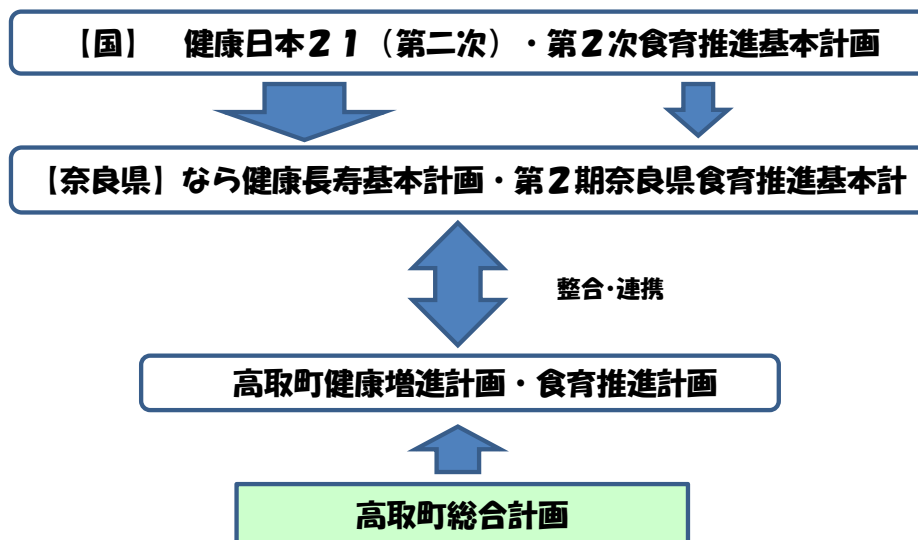 【国】　健康日本２１（第二次）・第２次食育推進基本計画
【奈良県】なら健康長寿基本計画・第２期奈良県食育推進基本計
整合・連携
高取町健康増進計画・食育推進計画
高取町総合計画